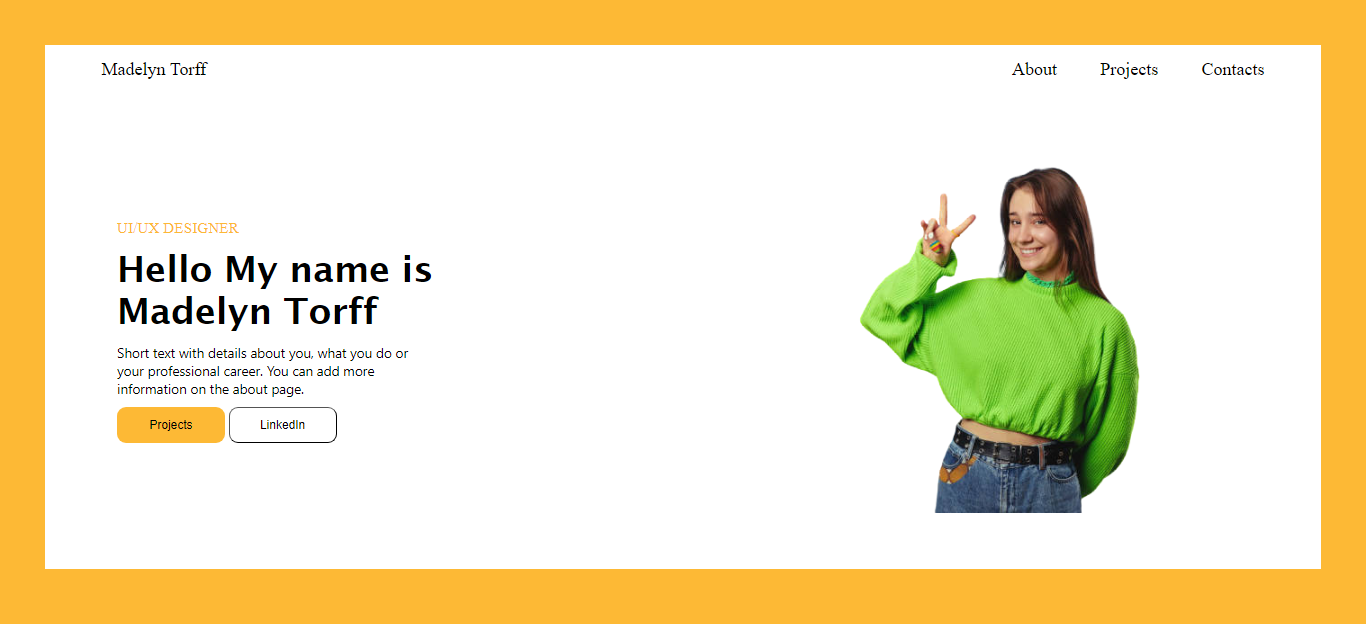 Madelyn Torff
About Projects Contacts
UI/UX DESIGNER
Hello My name is
Madelyn Torff
Short text with details about you, what you do or
your professional career. You can add more
information on the about page.
Projects LinkedIn